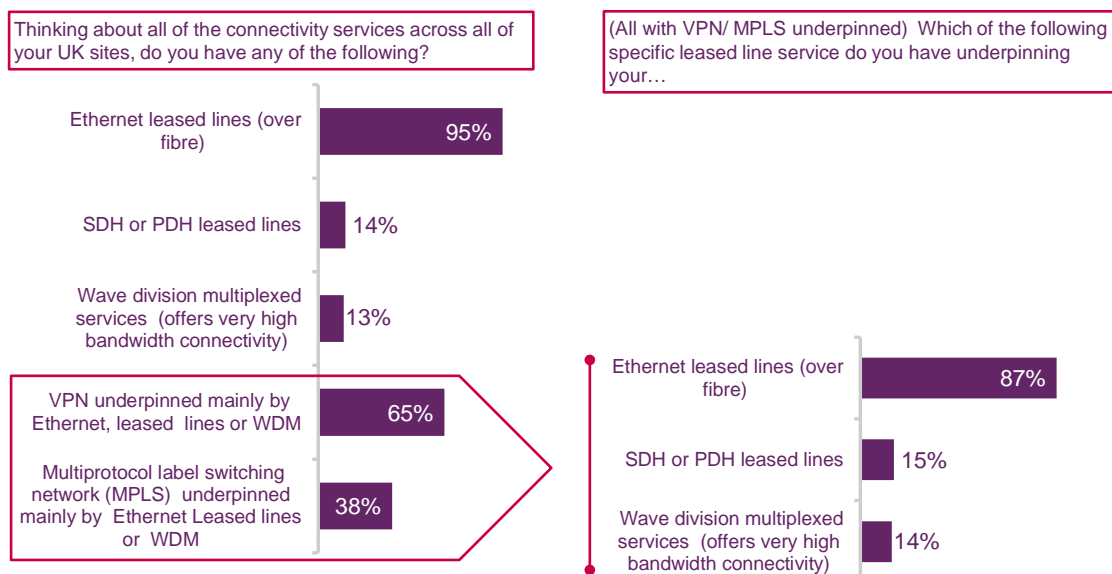 Thinking about all of the connectivity services across all of
your UK sites, do you have any of the following?
(All with VPN/ MPLS underpinned)  Which of the following
specific leased line service do you have underpinning
your…
Ethernet leased lines (over
fibre)
95%
SDH or PDH leased lines
14%
Wave division multiplexed
services  (offers very high
bandwidth connectivity)
13%
VPN underpinned mainly by
Ethernet, leased  lines or WDM
65%
Multiprotocol label switching
network (MPLS)  underpinned
mainly by  Ethernet Leased lines
or  WDM
38%
Ethernet leased lines (over
fibre)
87%
SDH or PDH leased lines
15%
Wave division multiplexed
services  (offers very high
bandwidth connectivity)
14%